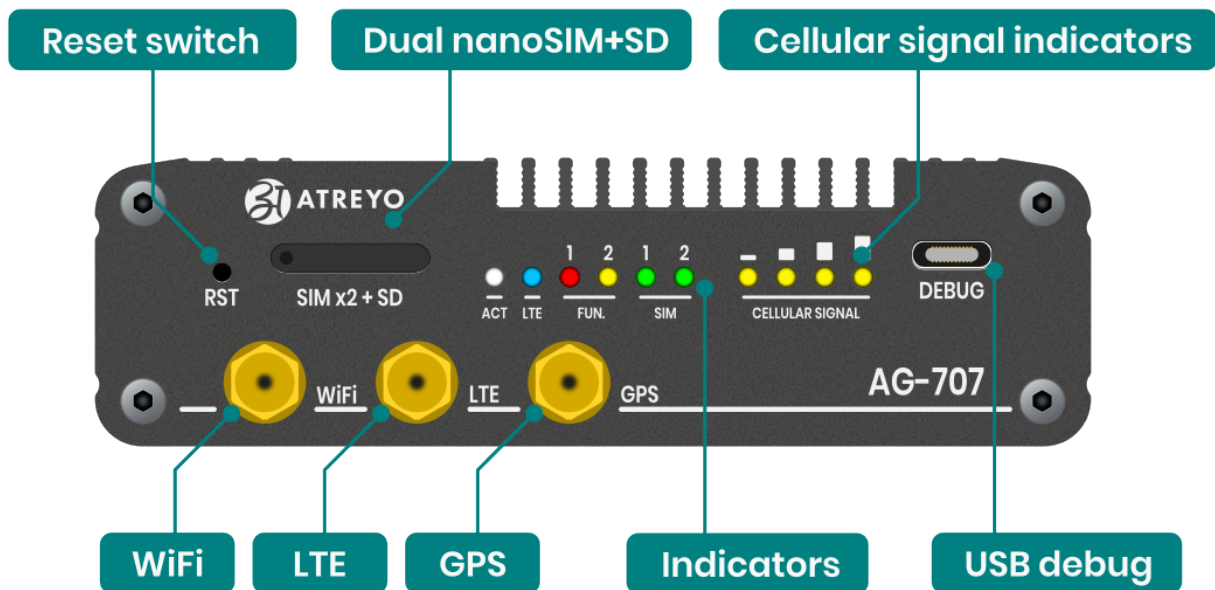 Reset switch
Dual nanoSIM+SD
Cellular signal indicators
ATREYO
1 2 1 2
RST
SIM x2 + SD
ACT LTE FUN. SIM
CELLULAR SIGNAL
DEBUG
WiFi
LTE
GPS
AG-707
WiFi
LTE
GPS
Indicators
USB debug